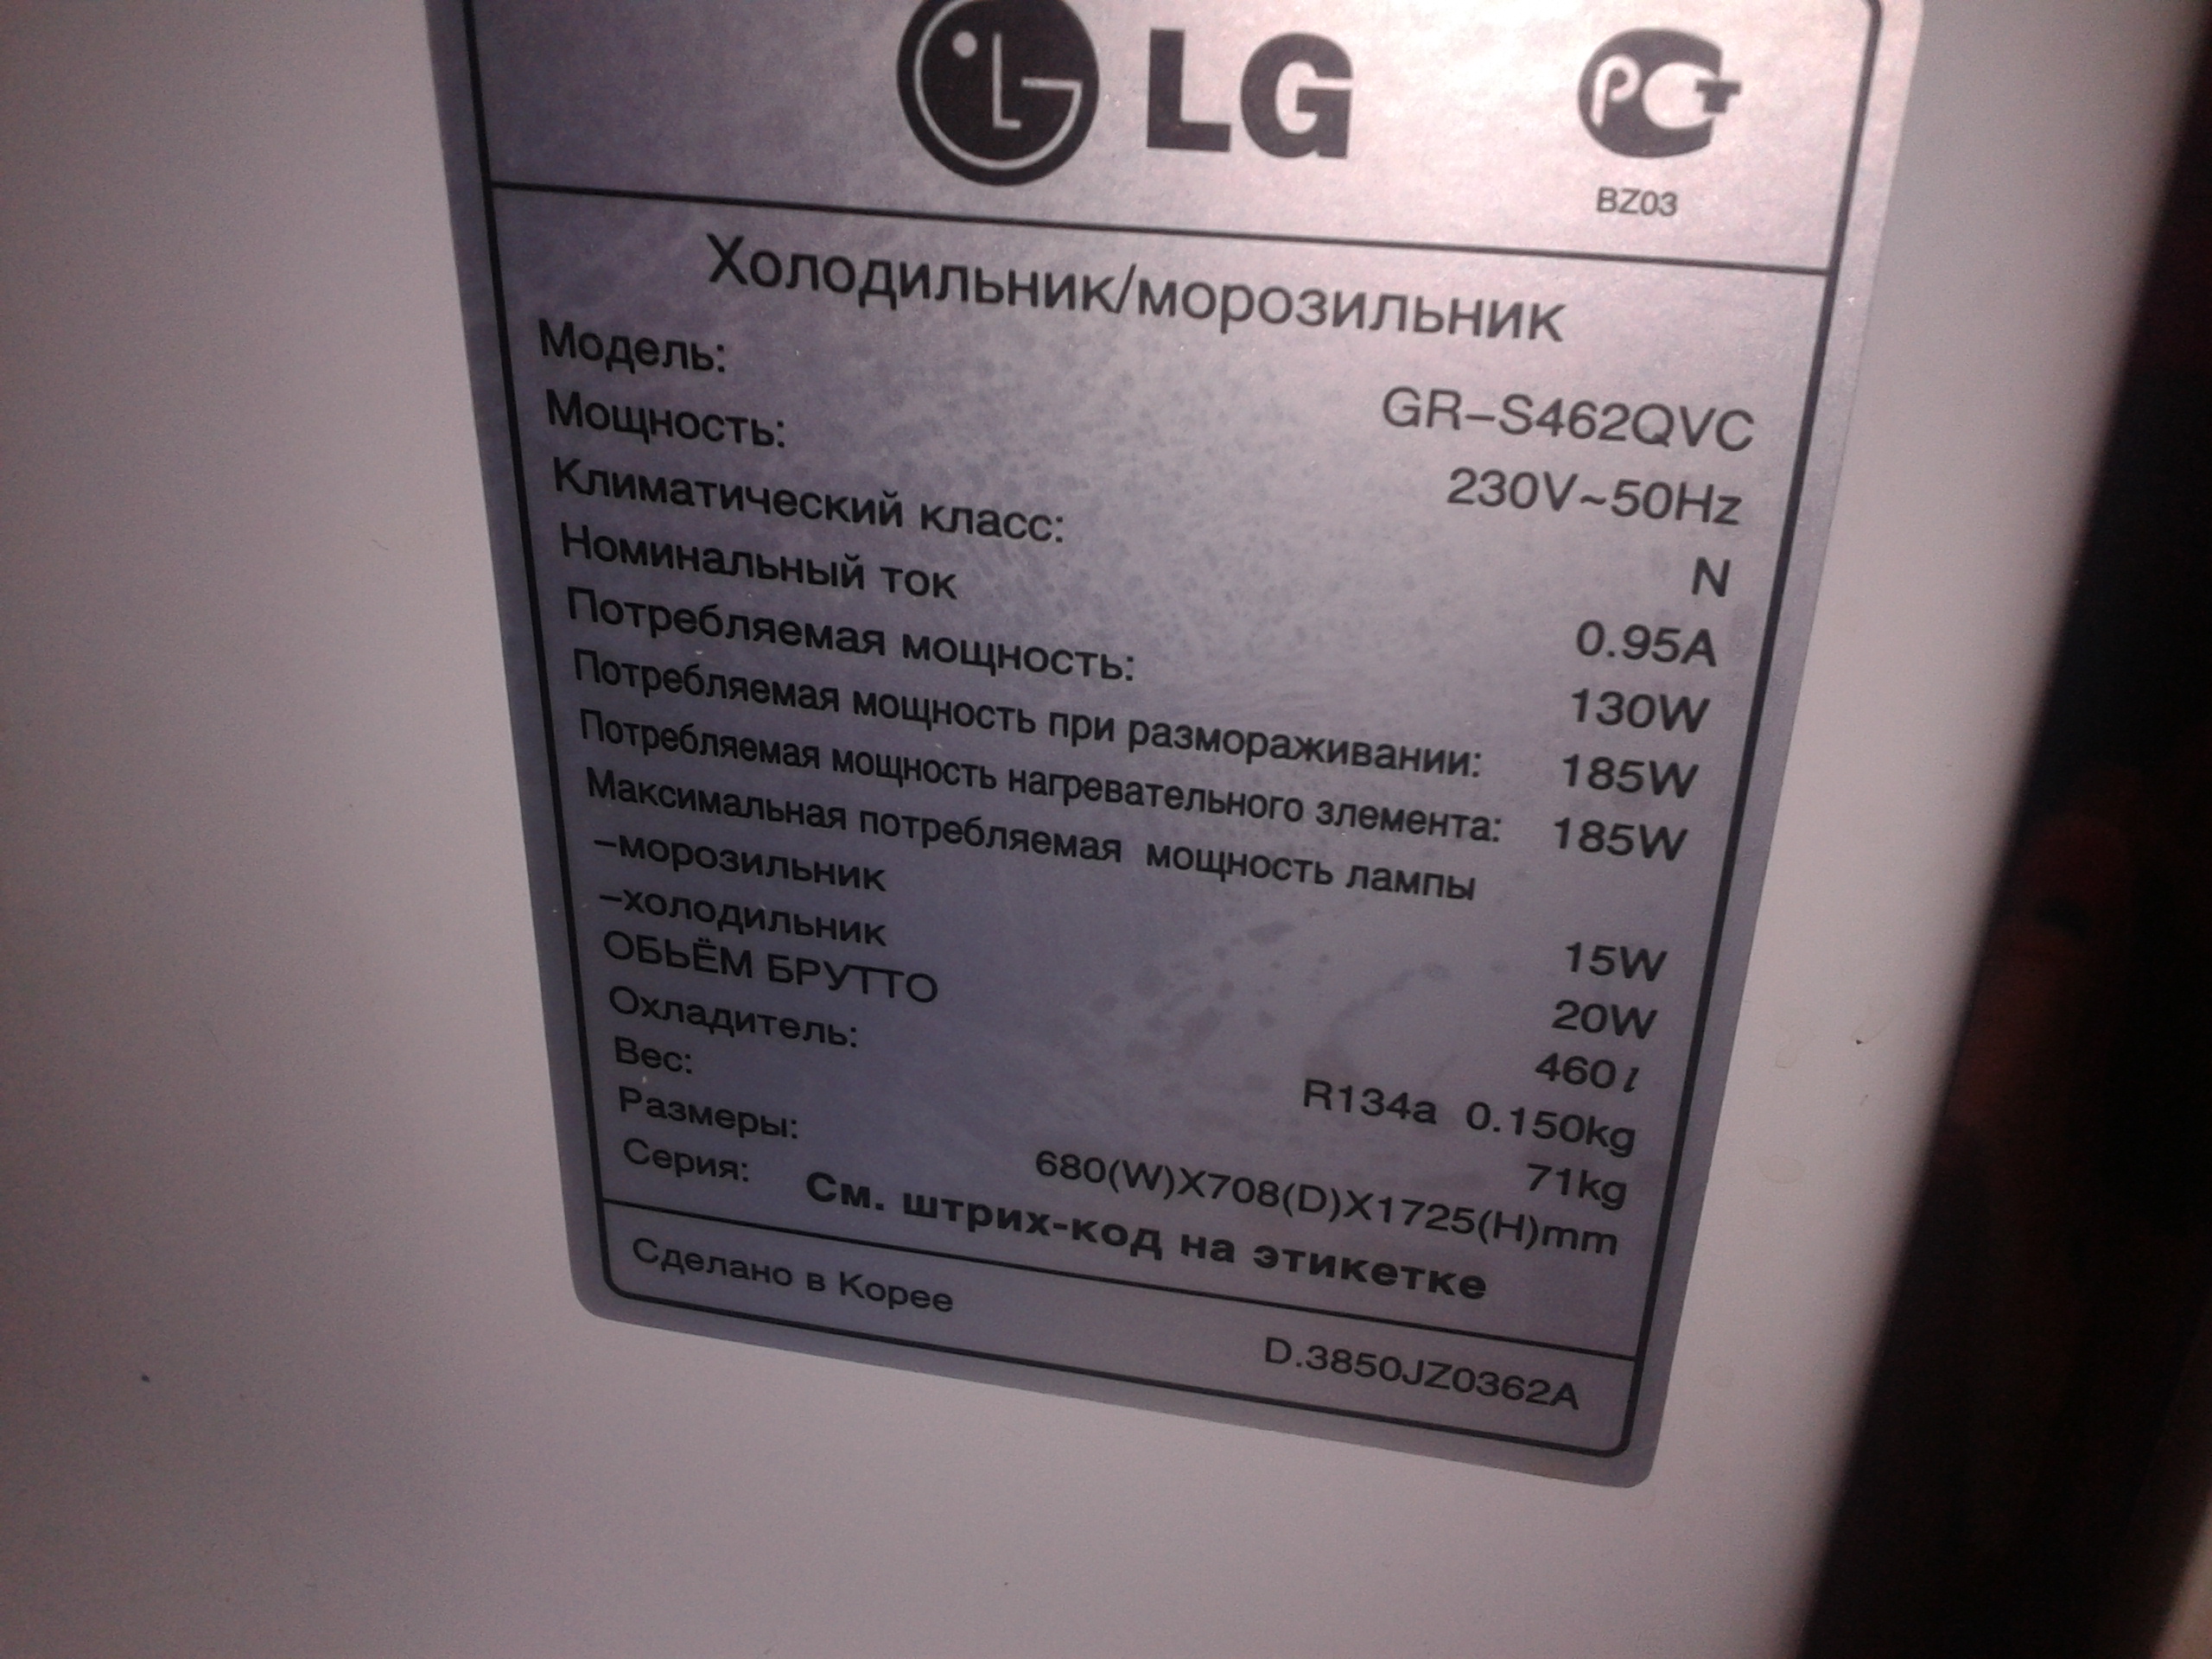 LG PCT
BZ03
Холодильник/морозильник
Модель: GR–S462QVC
Мощность: 230V~50Hz
Климатический класс: N
Номинальный ток 0.95A
Потребляемая мощность: 130W
Потребляемая мощность при размораживании: 185W
Потребляемая мощность нагревательного злемента: 185W
Максимальная потребляемая мощность лампы
–морозильник 15W
–холодильник 20W
ОБЬЁМ БРУТТО 460l
Охладитель: R134a 0.150kg
Вес: 71kg
Размеры: 680(W)X708(D)X1725(H)mm
Серия: См. штрих-код на этикетке
Сделано в Корее
D.3850JZ0362A